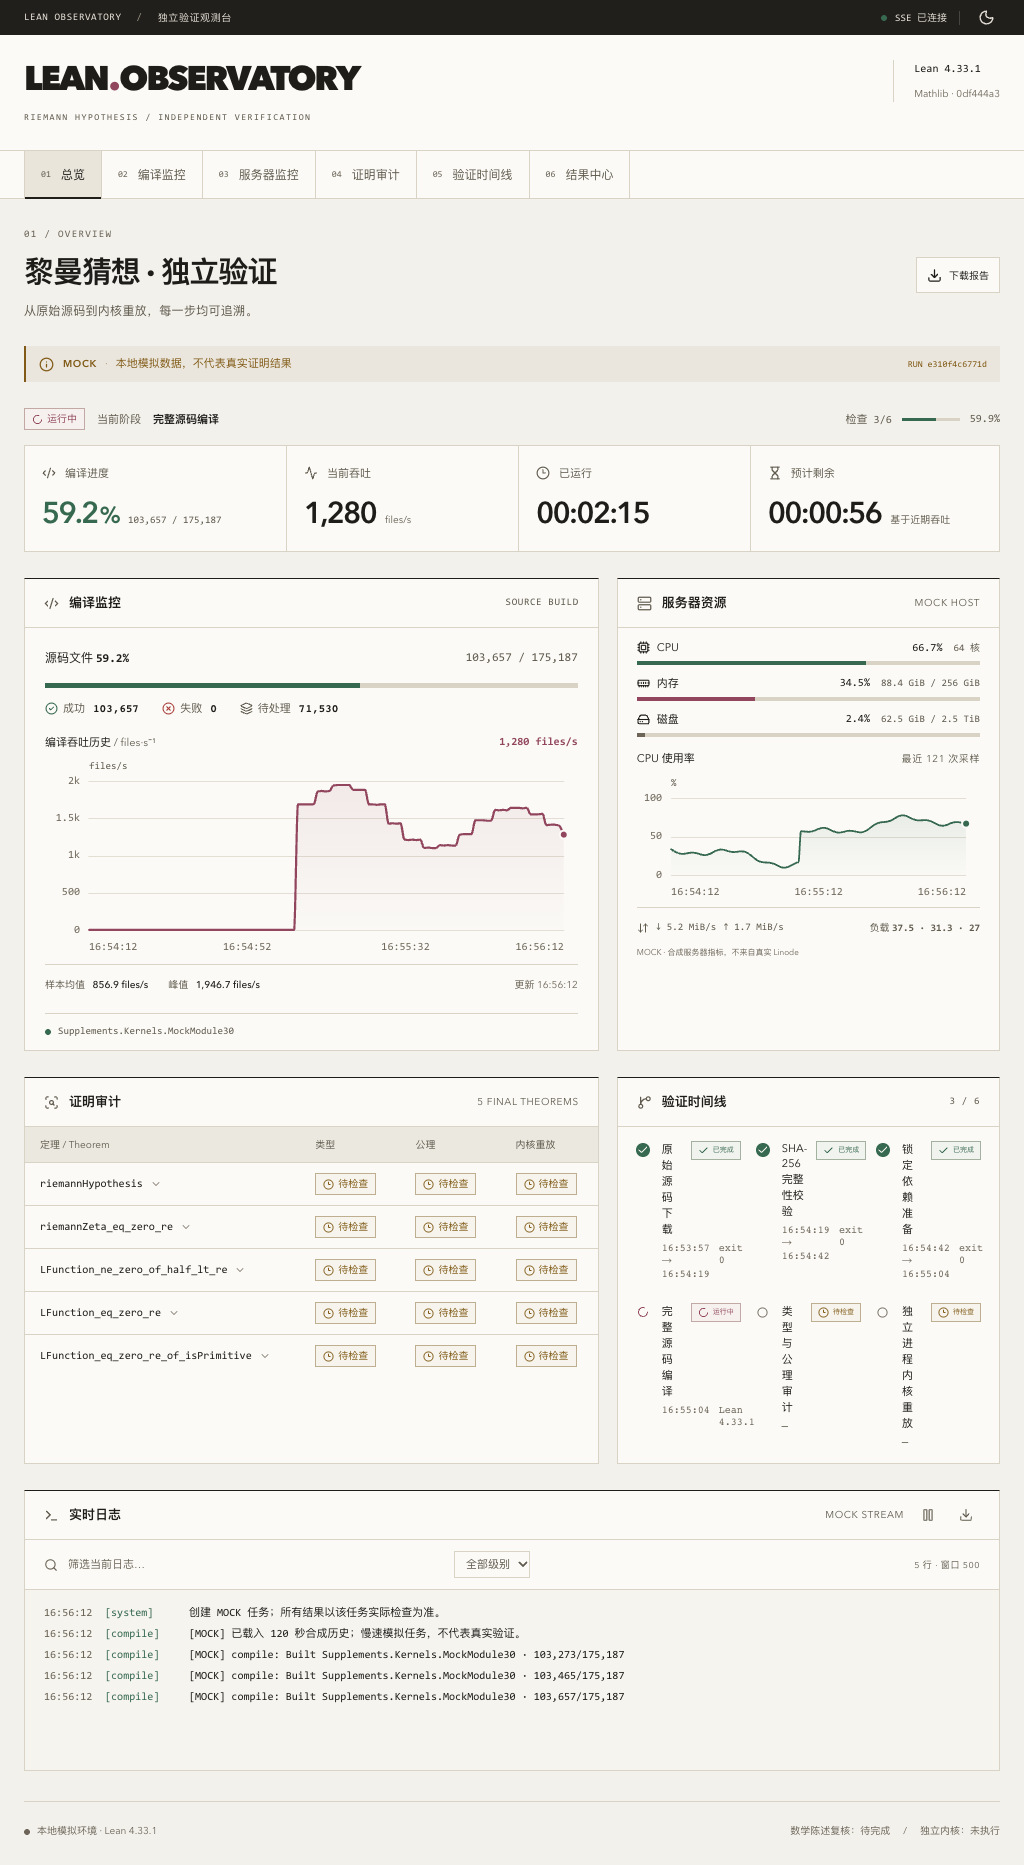 LEAN OBSERVATORY / 独立验证观测台
SSE 已连接
LEAN.OBSERVATORY
RIEMANN HYPOTHESIS / INDEPENDENT VERIFICATION
Lean 4.33.1
Mathlib · 0df444a3
01 总览
02 编译监控
03 服务器监控
04 证明审计
05 验证时间线
06 结果中心
01 / OVERVIEW
黎曼猜想 · 独立验证
从原始源码到内核重放，每一步均可追溯。
下载报告
MOCK · 本地模拟数据，不代表真实证明结果
RUN e310f4c6771d
运行中 当前阶段 完整源码编译
检查 3/6 59.9%
编译进度
59.2% 103,657 / 175,187
当前吞吐
1,280 files/s
已运行
00:02:15
预计剩余
00:00:56 基于近期吞吐
编译监控
SOURCE BUILD
源码文件 59.2%
103,657 / 175,187
成功 103,657 失败 0 待处理 71,530
编译吞吐历史 / files·s⁻¹
1,280 files/s
files/s
2k
1.5k
1k
500
0
16:54:12 16:54:52 16:55:32 16:56:12
样本均值 856.9 files/s 峰值 1,946.7 files/s
更新 16:56:12
Supplements.Kernels.MockModule30
服务器资源
MOCK HOST
CPU 66.7% 64 核
内存 34.5% 88.4 GiB / 256 GiB
磁盘 2.4% 62.5 GiB / 2.5 TiB
CPU 使用率
最近 121 次采样
%
100
50
0
16:54:12 16:55:12 16:56:12
↓ 5.2 MiB/s ↑ 1.7 MiB/s
负载 37.5 · 31.3 · 27
MOCK · 合成服务器指标，不来自真实 Linode
证明审计
5 FINAL THEOREMS
定理 / Theorem 类型 公理 内核重放
riemannHypothesis 待检查 待检查 待检查
riemannZeta_eq_zero_re 待检查 待检查 待检查
LFunction_ne_zero_of_half_lt_re 待检查 待检查 待检查
LFunction_eq_zero_re 待检查 待检查 待检查
LFunction_eq_zero_re_of_isPrimitive 待检查 待检查 待检查
验证时间线
3 / 6
原始源码下载
已完成
16:53:57 → 16:54:19 exit 0
SHA-256 完整性校验
已完成
16:54:19 → 16:54:42 exit 0
锁定依赖准备
已完成
16:54:42 → 16:55:04 exit 0
完整源码编译
运行中
16:55:04 Lean 4.33.1
类型与公理审计
待检查
—
独立进程内核重放
待检查
—
实时日志
MOCK STREAM
筛选当前日志...
全部级别
5 行 · 窗口 500
16:56:12 [system] 创建 MOCK 任务；所有结果以该任务实际检查为准。
16:56:12 [compile] [MOCK] 已载入 120 秒合成历史；慢速模拟任务，不代表真实验证。
16:56:12 [compile] [MOCK] compile: Built Supplements.Kernels.MockModule30 · 103,273/175,187
16:56:12 [compile] [MOCK] compile: Built Supplements.Kernels.MockModule30 · 103,465/175,187
16:56:12 [compile] [MOCK] compile: Built Supplements.Kernels.MockModule30 · 103,657/175,187
本地模拟环境 · Lean 4.33.1
数学陈述复核：待完成 / 独立内核：未执行